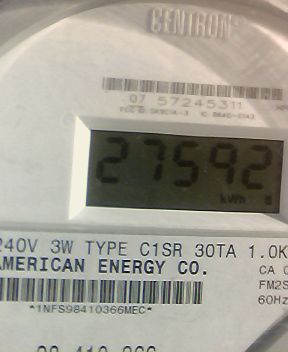 CENTRON
07 57245311
27592
kWh
240V 3W TYPE C1SR 30TA 1.0K
AMERICAN ENERGY CO.
CA
FM2S
60Hz
*1NFS98410366MEC*